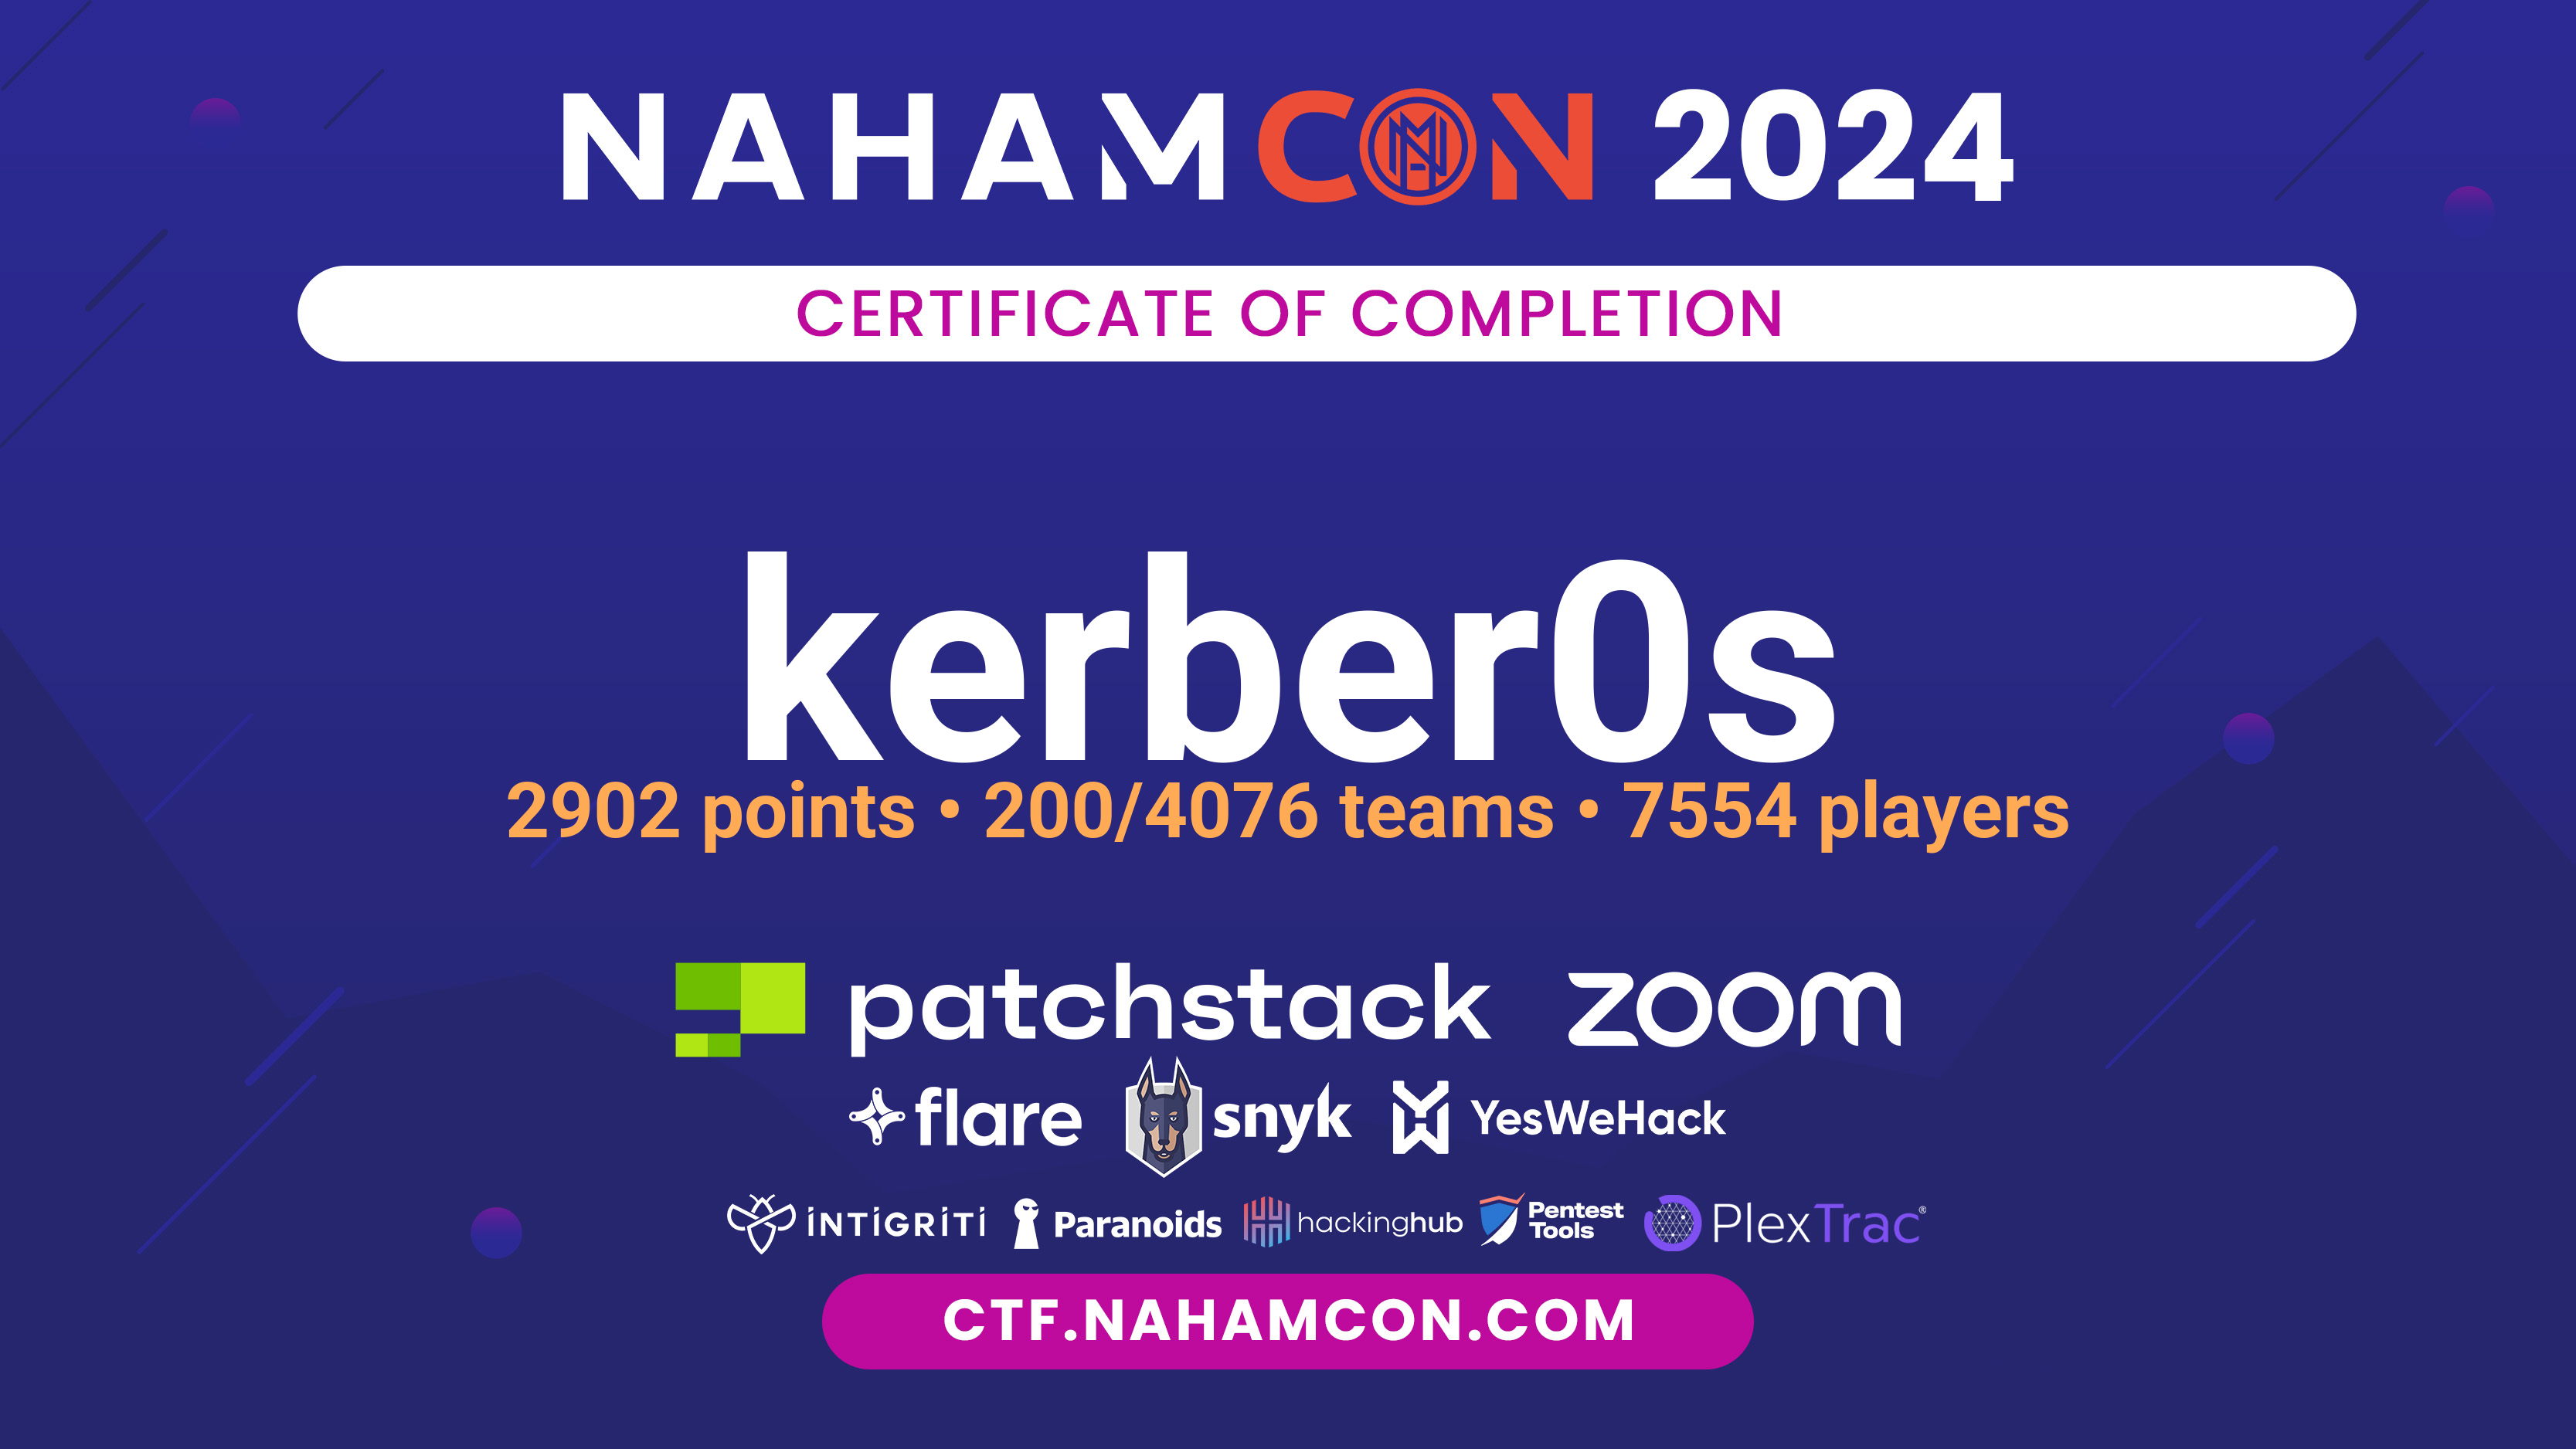 NAHAMCON 2024
CERTIFICATE OF COMPLETION
kerber0s
2902 points • 200/4076 teams • 7554 players
patchstack zoom
flare snyk YesWeHack
INTIGRITI Paranoids hackinghub Pentest Tools PlexTrac®
CTF.NAHAMCON.COM